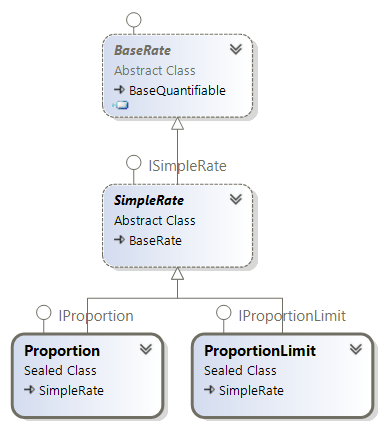 BaseRate
Abstract Class
BaseQuantifiable
ISimpleRate
SimpleRate
Abstract Class
BaseRate
IProportion
IProportionLimit
Proportion
Sealed Class
SimpleRate
ProportionLimit
Sealed Class
SimpleRate